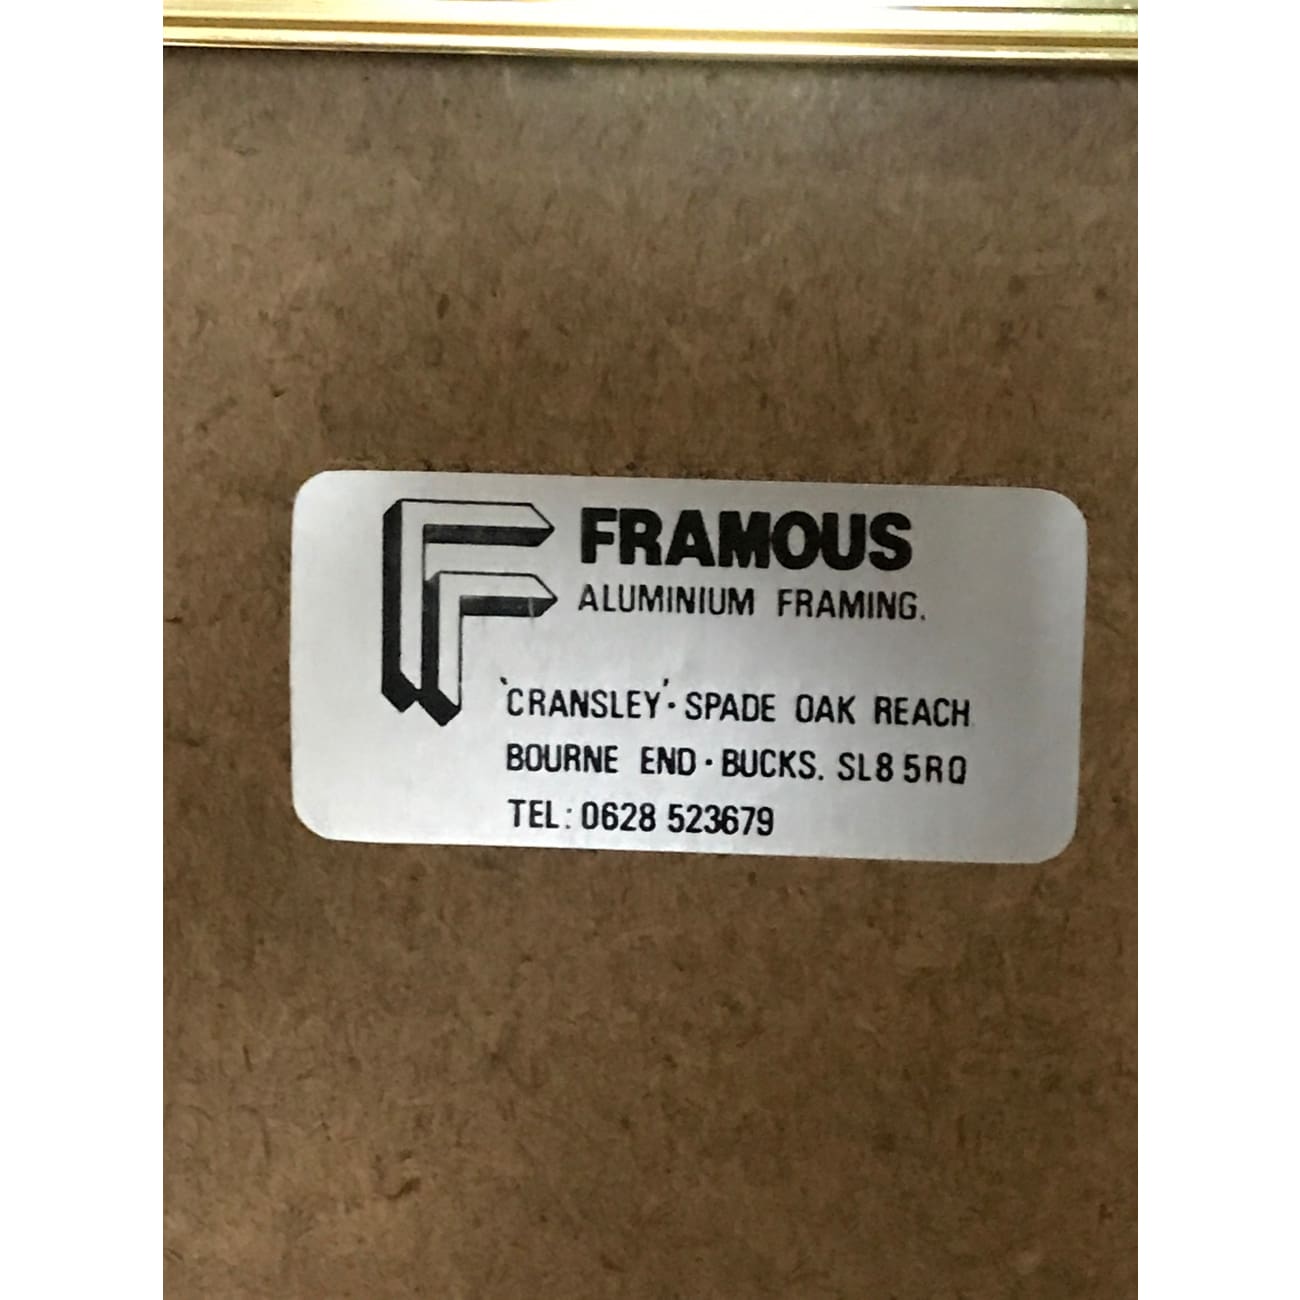 FRAMOUS
ALUMINIUM FRAMING.
'CRANSLEY'· SPADE OAK REACH
BOURNE END · BUCKS. SL8 5RQ
TEL: 0628 523679